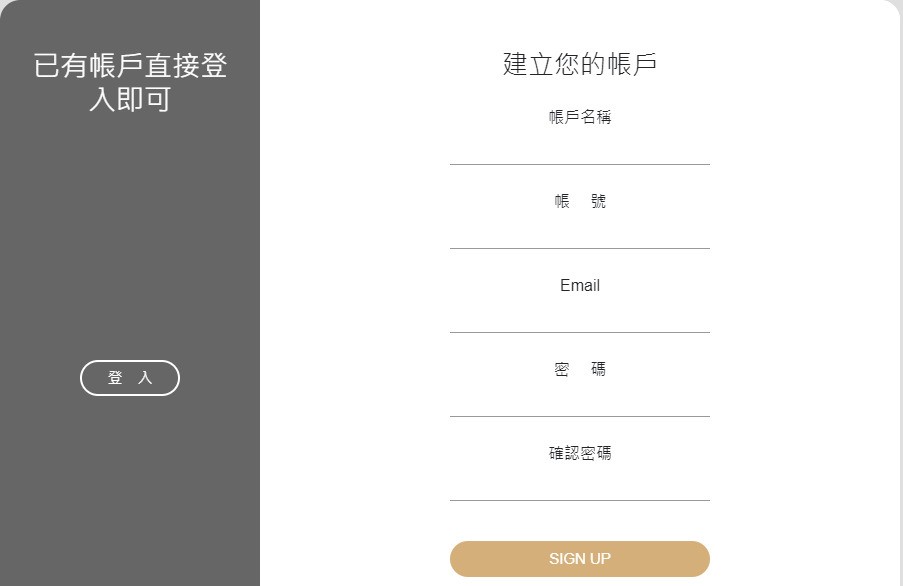 已有帳戶直接登
入即可
登 入
建立您的帳戶
帳戶名稱
帳 號
Email
密 碼
確認密碼
SIGN UP